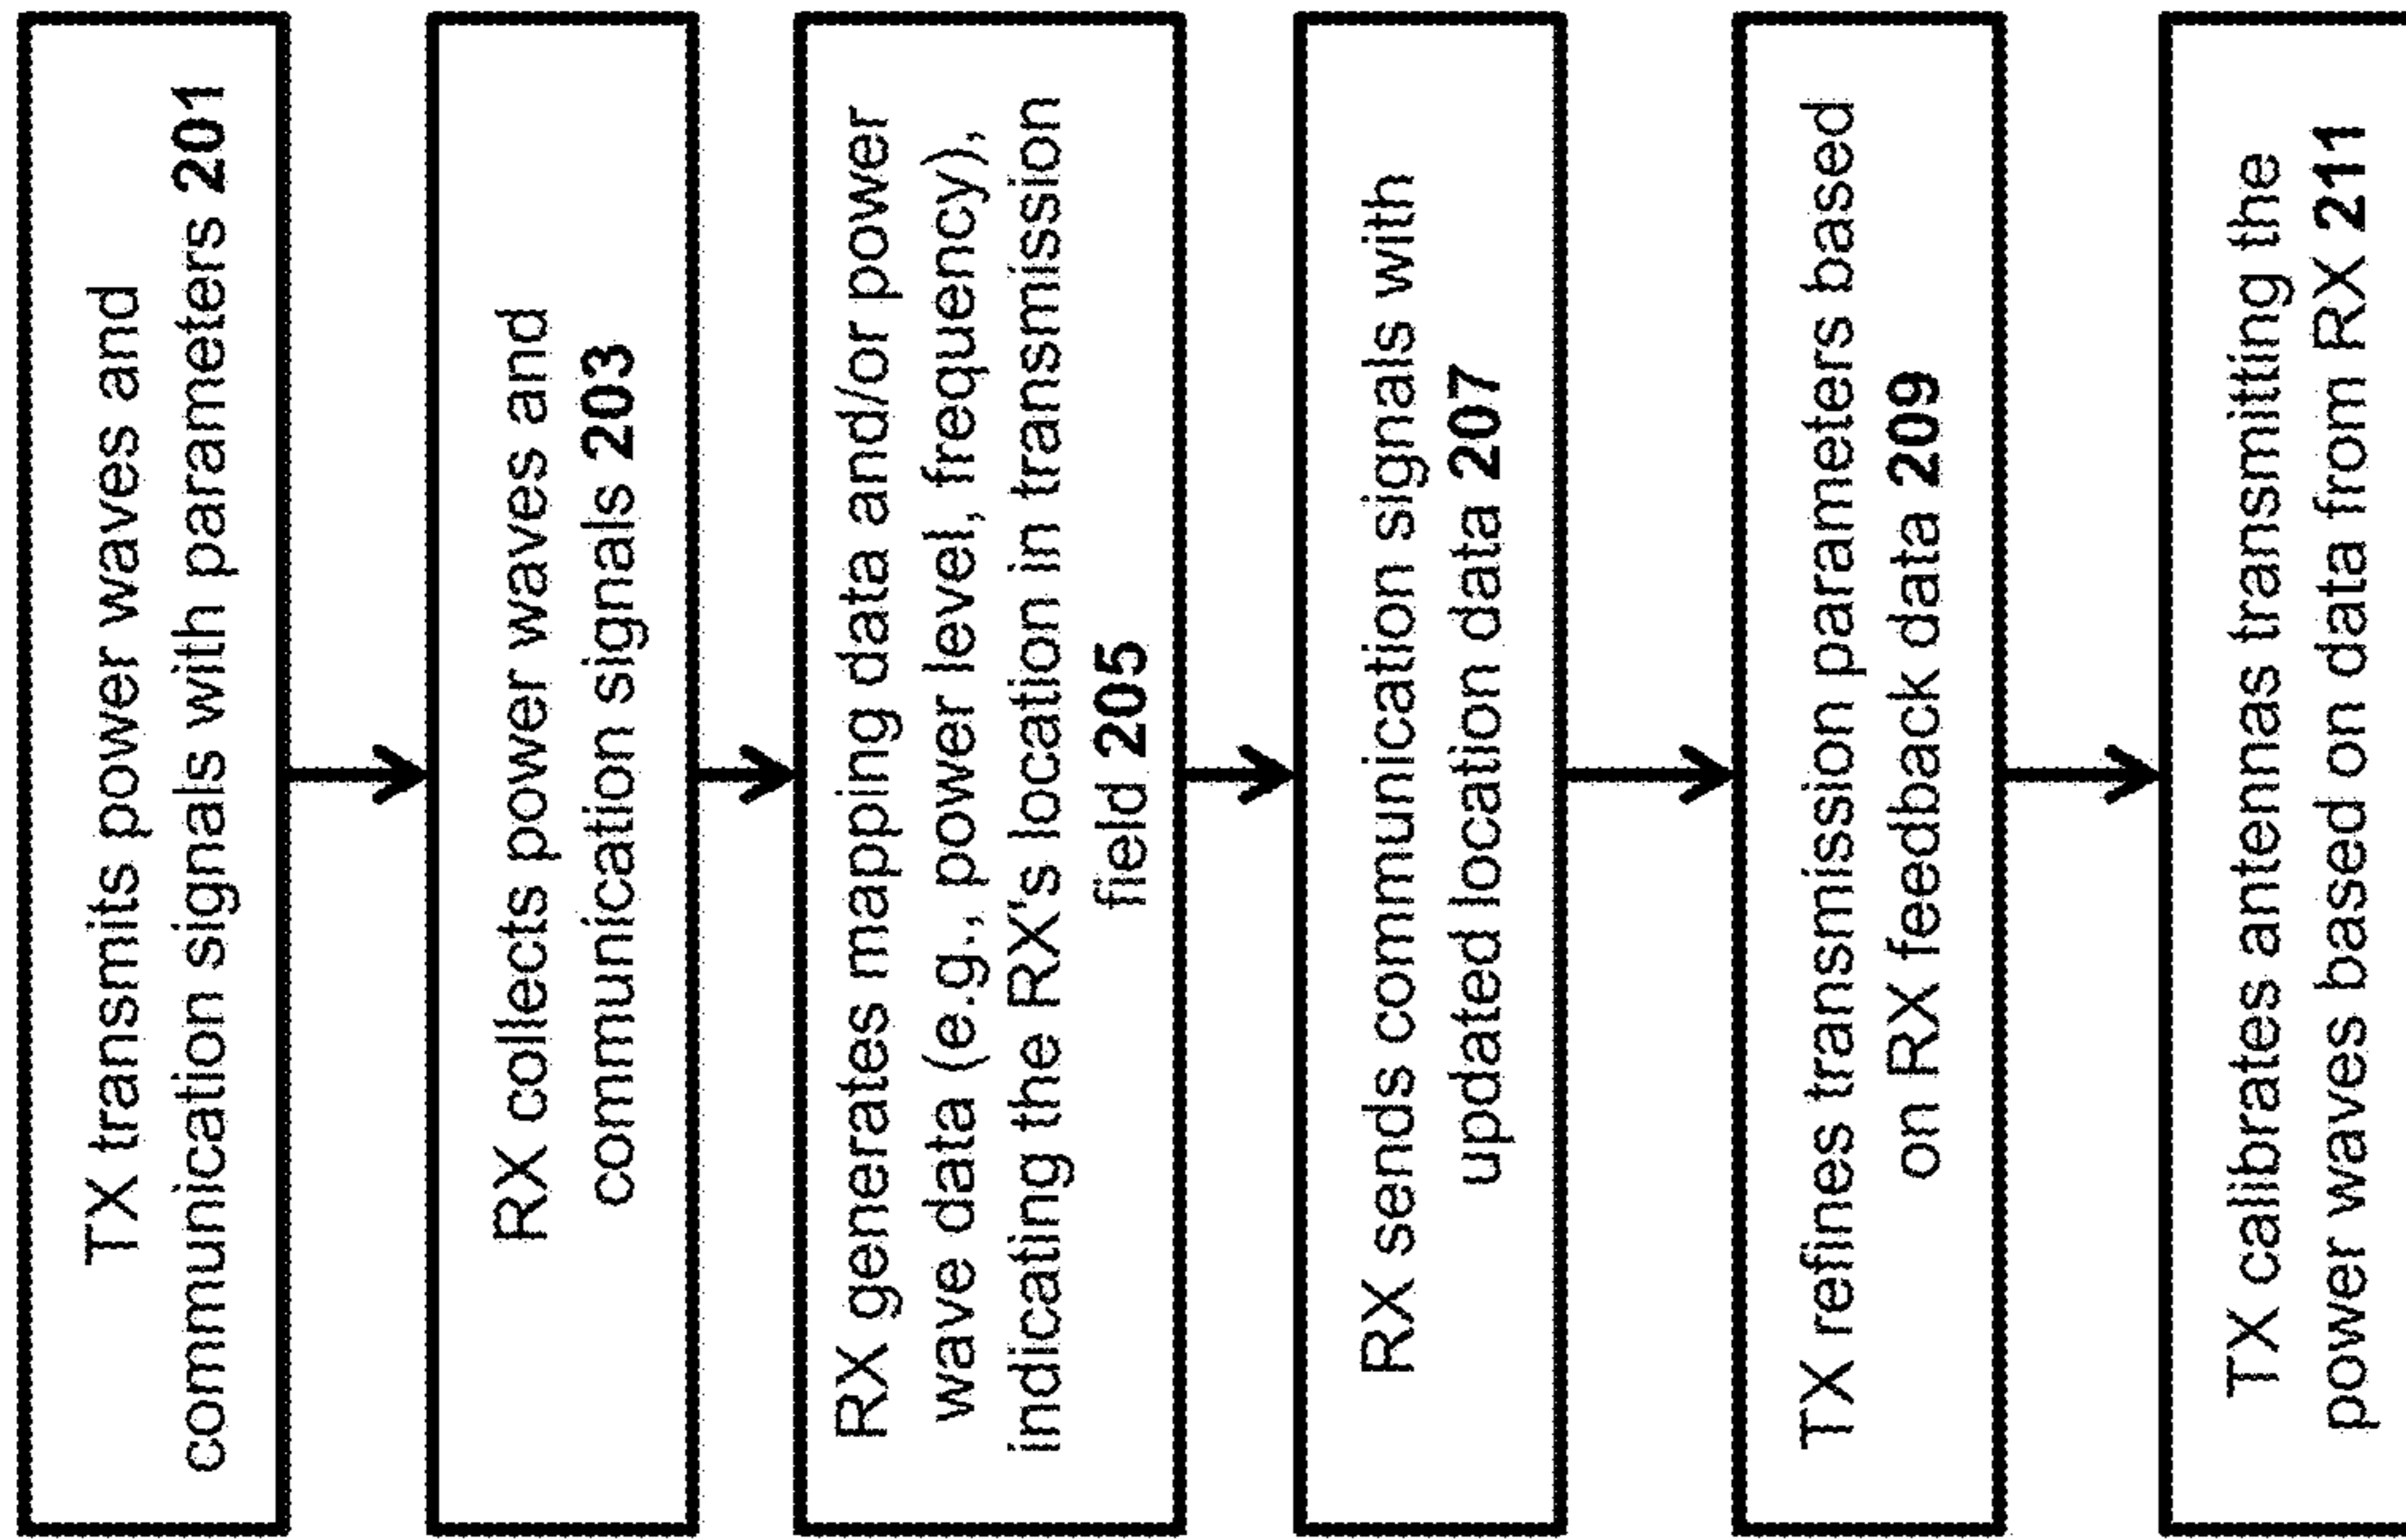 TX transmits power waves and
communication signals with parameters 201
RX collects power waves and
communication signals 203
RX generates mapping data and/or power
wave data (e.g., power level, frequency),
indicating the RX's location in transmission
field 205
RX sends communication signals with
updated location data 207
TX refines transmission parameters based
on RX feedback data 209
TX calibrates antennas transmitting the
power waves based on data from RX 211